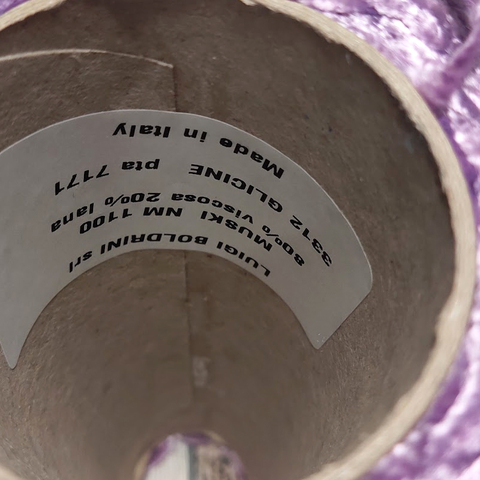 LUIGI BOLDRINI srl
MUSKI NM 1100
80% viscosa 20% lana
3312 GLICINE pta 7171
Made in Italy